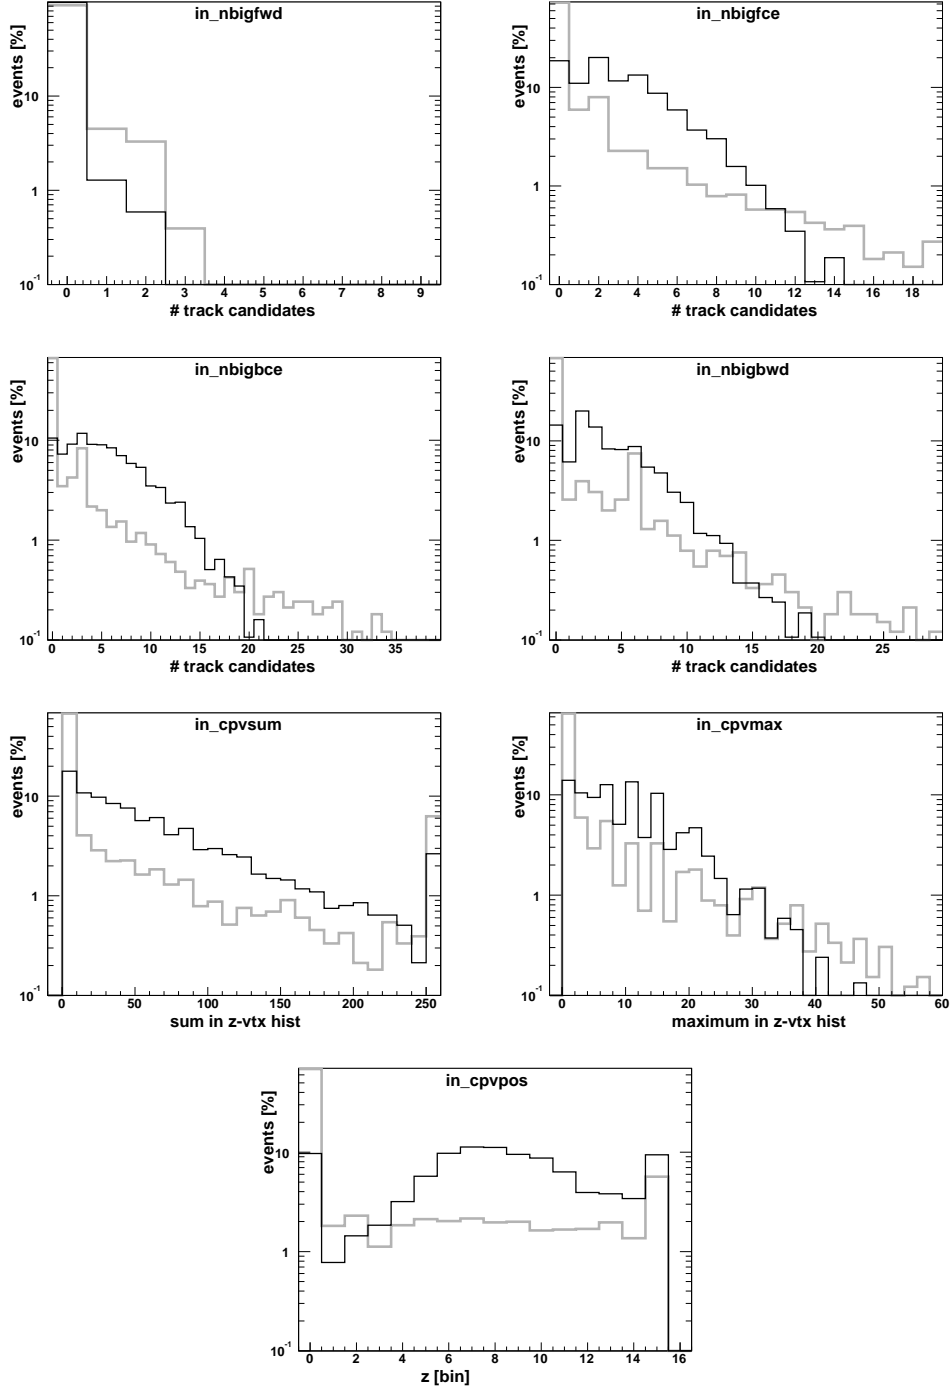 in_nbigfwd
events [%]
10
1
10 -1
0 1 2 3 4 5 6 7 8 9
# track candidates
in_nbigfce
events [%]
10
1
10 -1
0 2 4 6 8 10 12 14 16 18
# track candidates
in_nbigbce
events [%]
10
1
10 -1
0 5 10 15 20 25 30 35
# track candidates
in_nbigbwd
events [%]
10
1
10 -1
0 5 10 15 20 25
# track candidates
in_cpvsum
events [%]
10
1
10 -1
0 50 100 150 200 250
sum in z-vtx hist
in_cpvmax
events [%]
10
1
10 -1
0 10 20 30 40 50 60
maximum in z-vtx hist
in_cpvpos
events [%]
10
1
10 -1
0 2 4 6 8 10 12 14 16
z [bin]